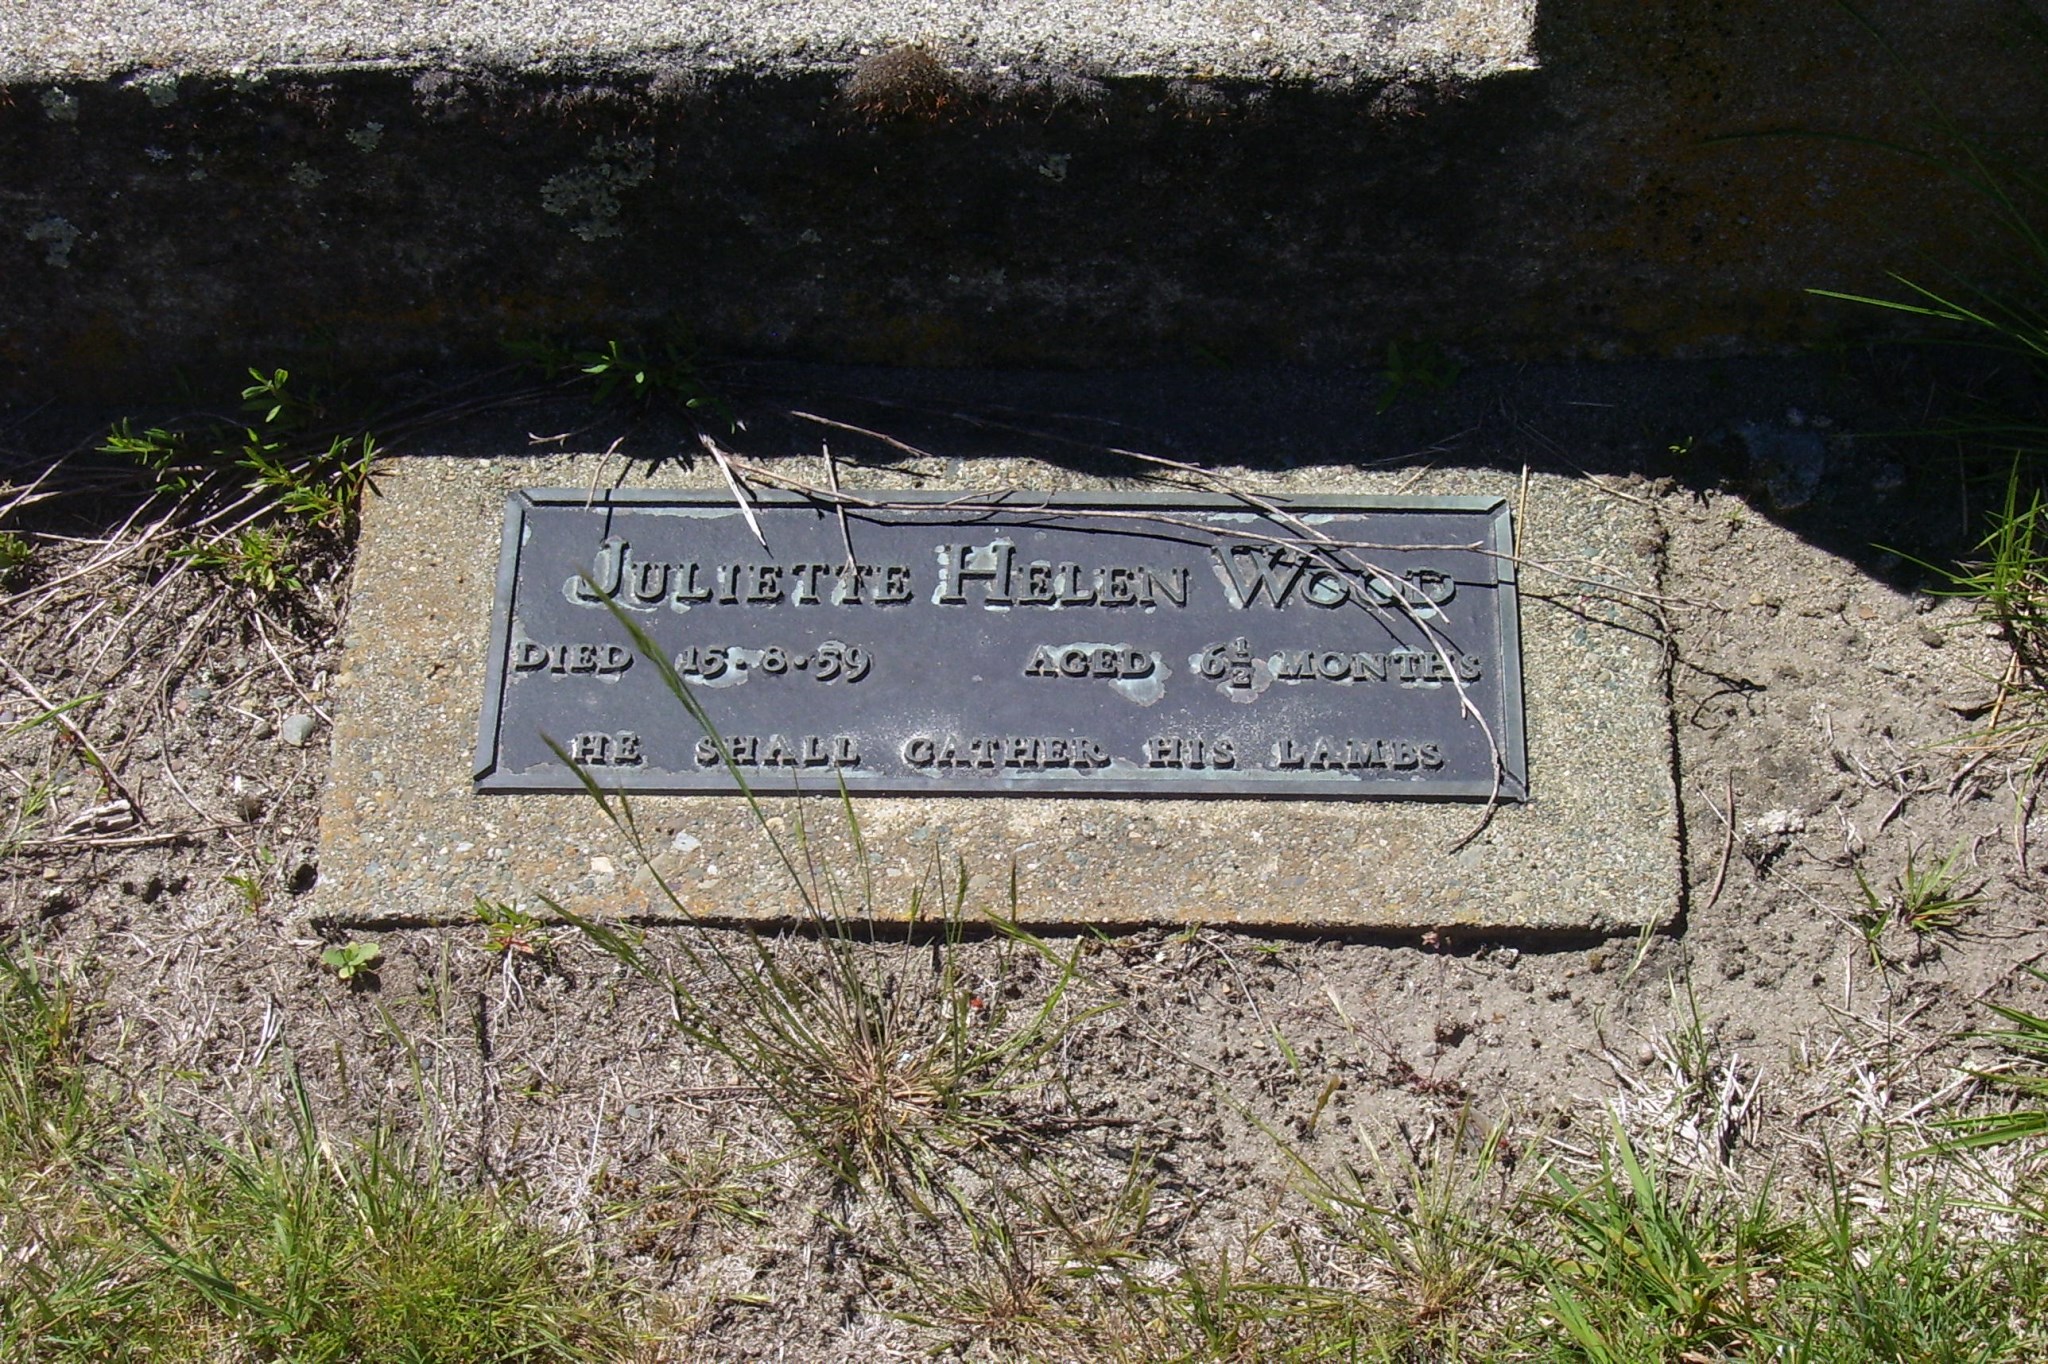 JULIETTE HELEN WOOD
DIED 15·8·59 AGED 6½ MONTHS
HE SHALL GATHER HIS LAMBS